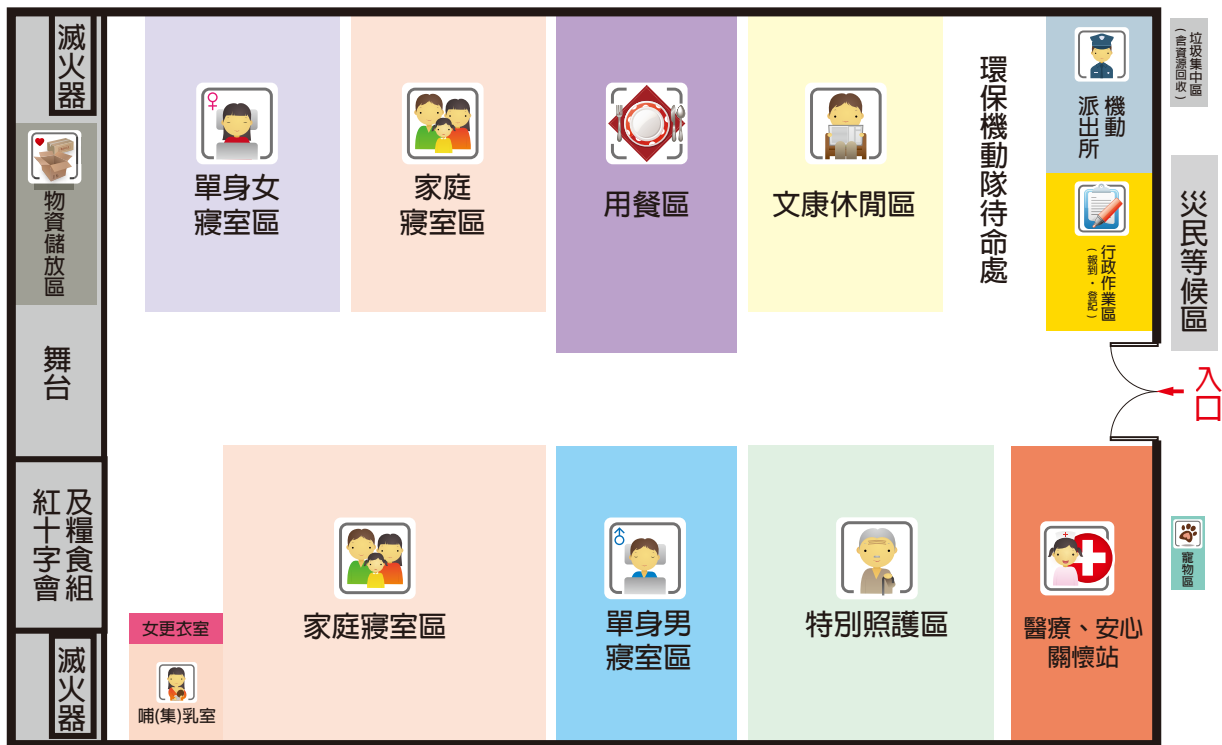 滅火器
物資儲放區
舞台
及糧食組
紅十字會
滅火器
單身女
寢室區
家庭
寢室區
用餐區
文康休閒區
環保機動隊待命處
機動
派出所
行政作業區
(報到・登記)
垃圾集中區
(含資源回收)
災民等候區
入口
女更衣室
哺(集)乳室
家庭寢室區
單身男
寢室區
特別照護區
醫療、安心
關懷站
寵物區